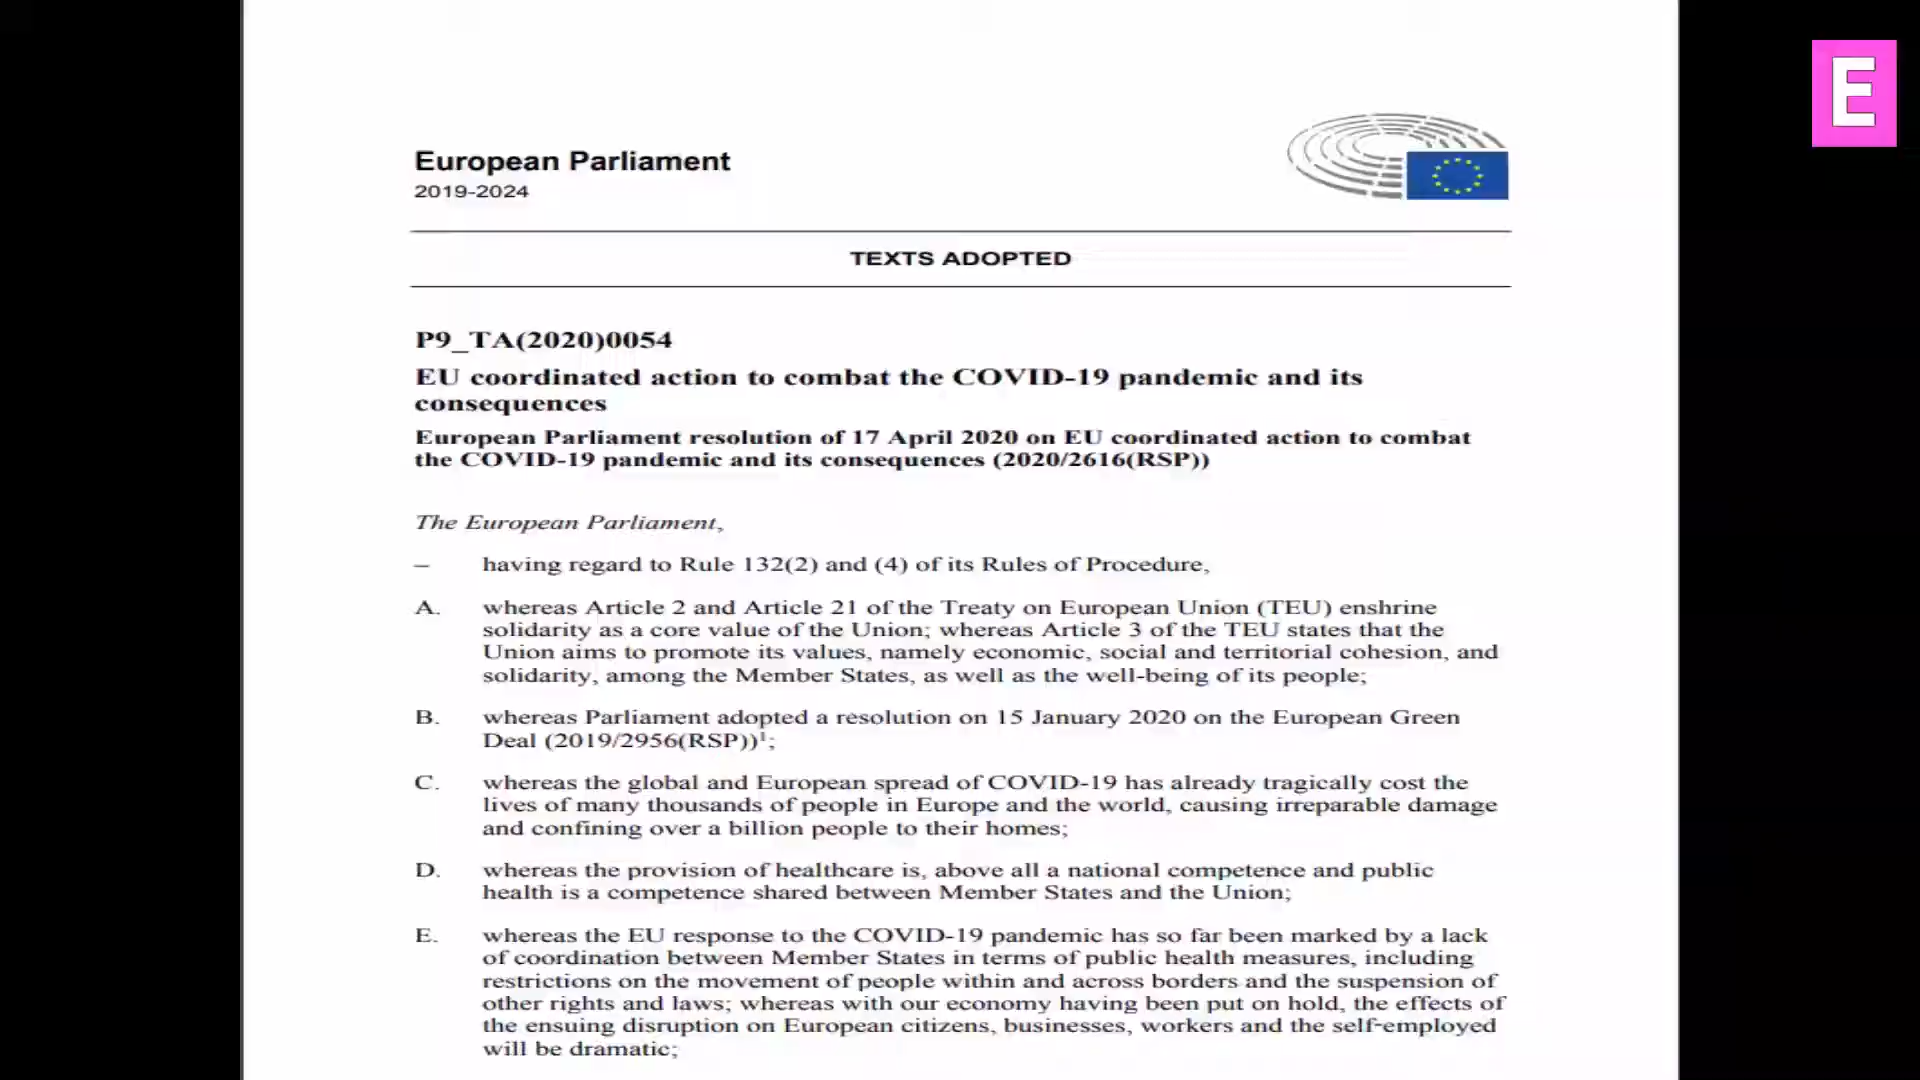 E
European Parliament
2019-2024
TEXTS ADOPTED
P9_TA(2020)0054
EU coordinated action to combat the COVID-19 pandemic and its
consequences
European Parliament resolution of 17 April 2020 on EU coordinated action to combat
the COVID-19 pandemic and its consequences (2020/2616(RSP))
The European Parliament,
– having regard to Rule 132(2) and (4) of its Rules of Procedure,
A. whereas Article 2 and Article 21 of the Treaty on European Union (TEU) enshrine
solidarity as a core value of the Union; whereas Article 3 of the TEU states that the
Union aims to promote its values, namely economic, social and territorial cohesion, and
solidarity, among the Member States, as well as the well-being of its people;
B. whereas Parliament adopted a resolution on 15 January 2020 on the European Green
Deal (2019/2956(RSP))¹;
C. whereas the global and European spread of COVID-19 has already tragically cost the
lives of many thousands of people in Europe and the world, causing irreparable damage
and confining over a billion people to their homes;
D. whereas the provision of healthcare is, above all a national competence and public
health is a competence shared between Member States and the Union;
E. whereas the EU response to the COVID-19 pandemic has so far been marked by a lack
of coordination between Member States in terms of public health measures, including
restrictions on the movement of people within and across borders and the suspension of
other rights and laws; whereas with our economy having been put on hold, the effects of
the ensuing disruption on European citizens, businesses, workers and the self-employed
will be dramatic;